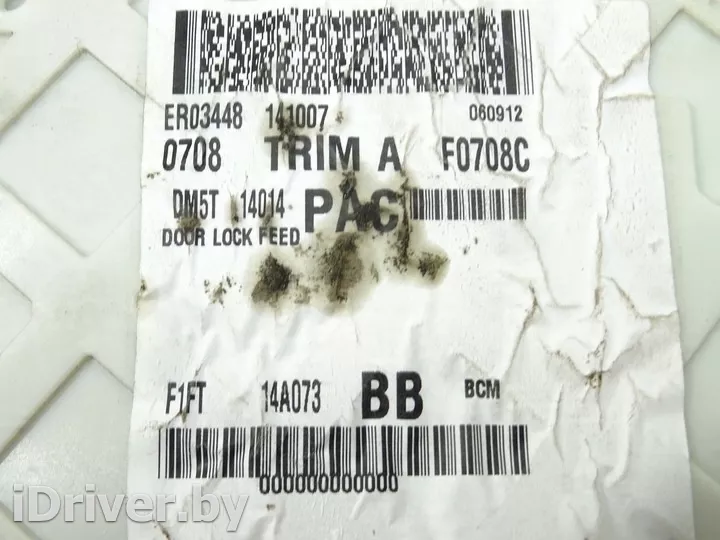 ER03448 141007 060912
0708 TRIM A F0708C
DM5T 14014 PAC
DOOR LOCK FEED
F1FT 14A073 BB BCM
000000000000
iDriver.by